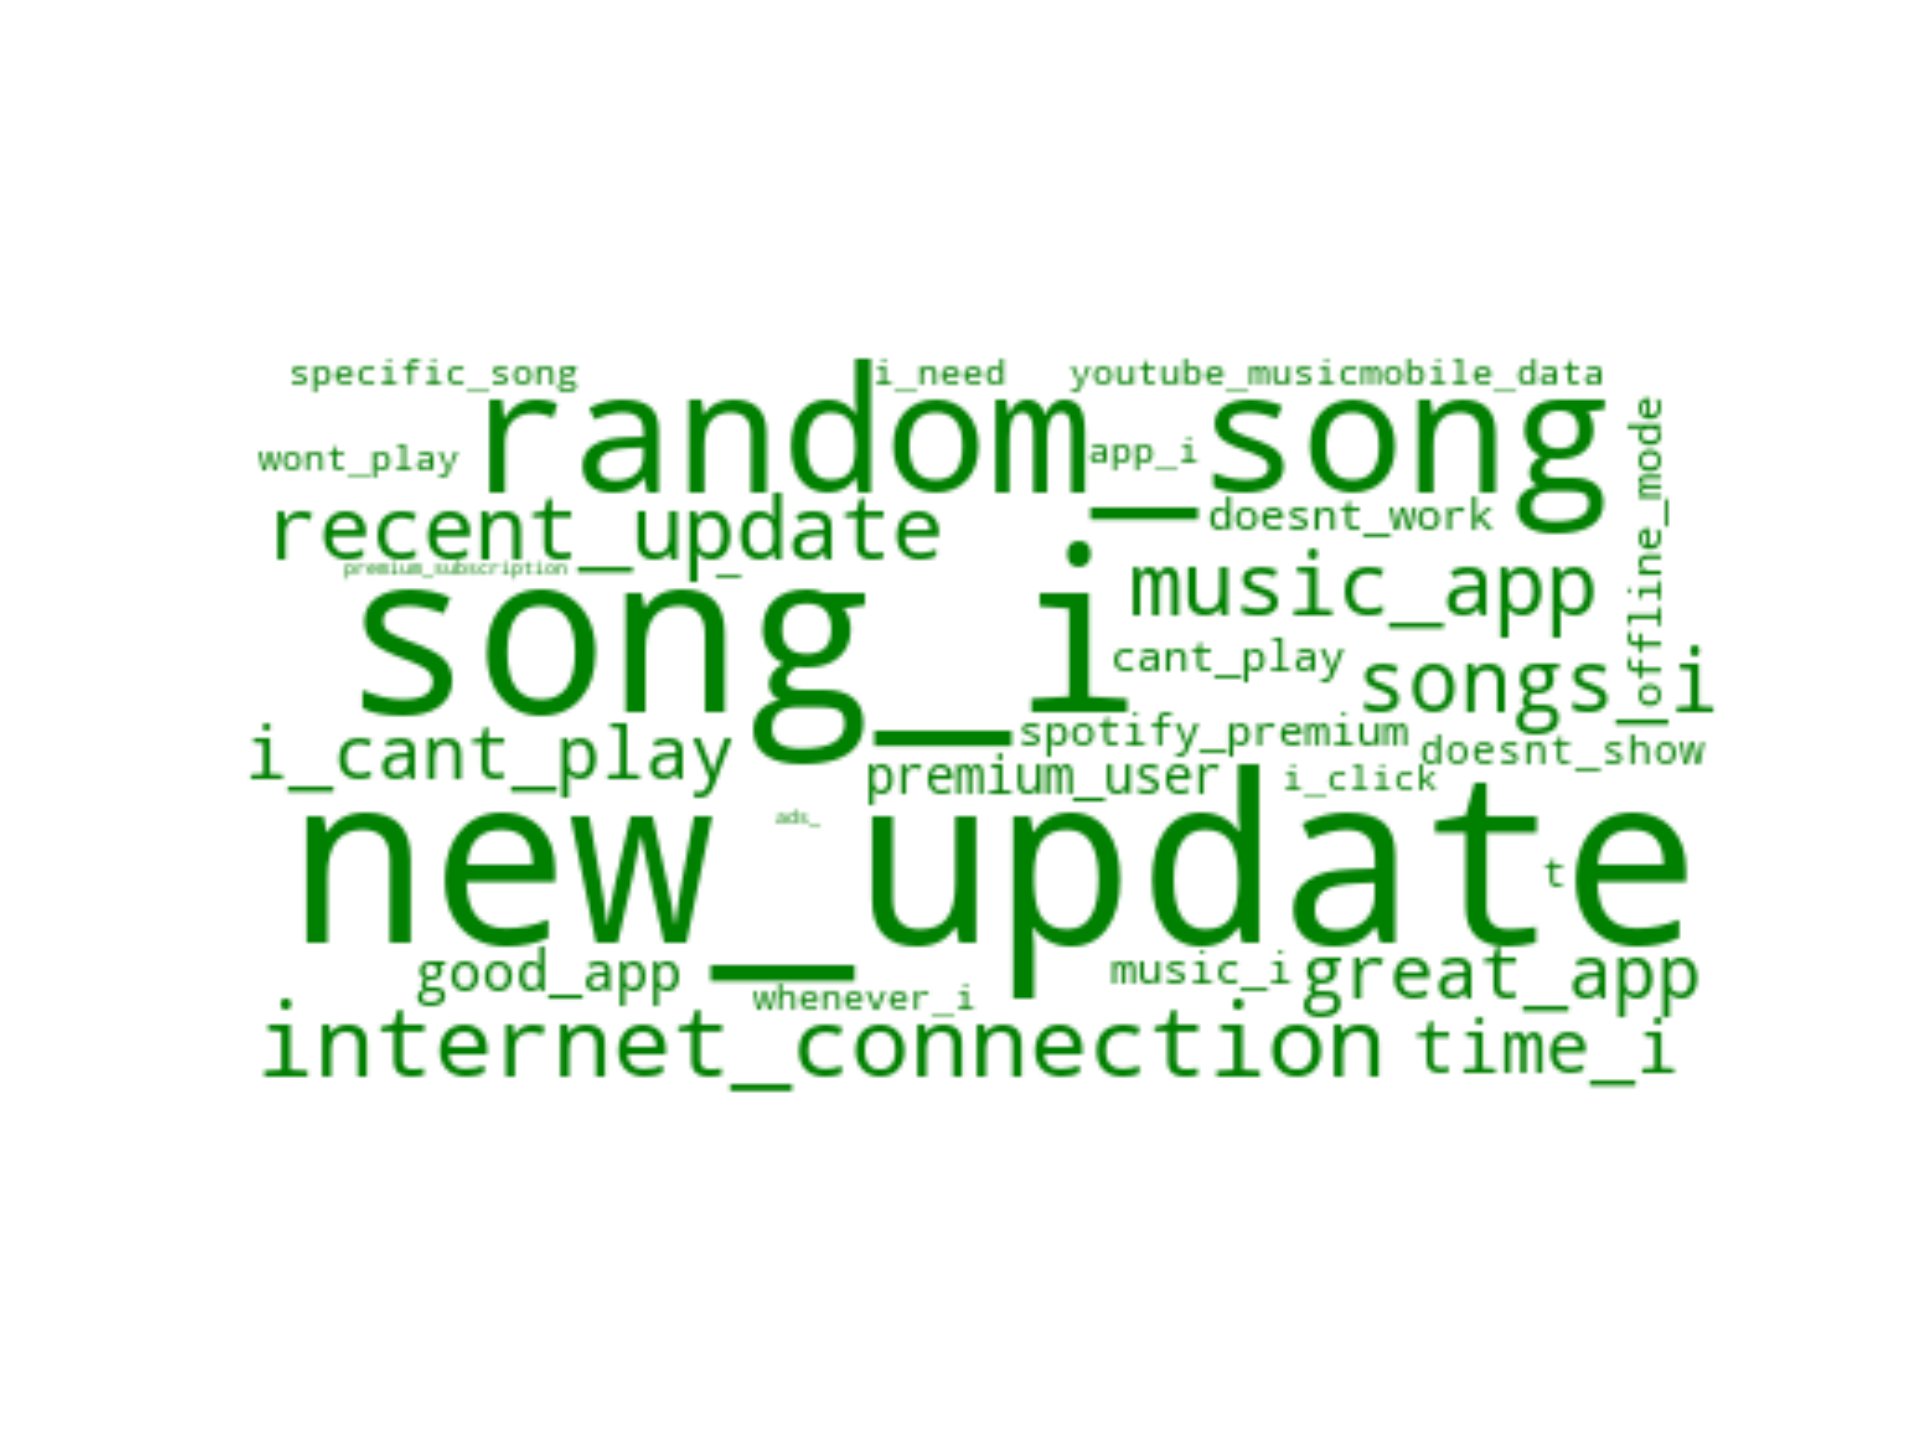 specific_song i_need youtube_music mobile_data
random_song
wont_play app_i
offline_mode
recent_update doesnt_work
premium_subscription
music_app
song_i
cant_play songs_i
i_cant_play spotify_premium doesnt_show
premium_user i_click
new_update
ads_
t
good_app music_i great_app
whenever_i
internet_connection time_i